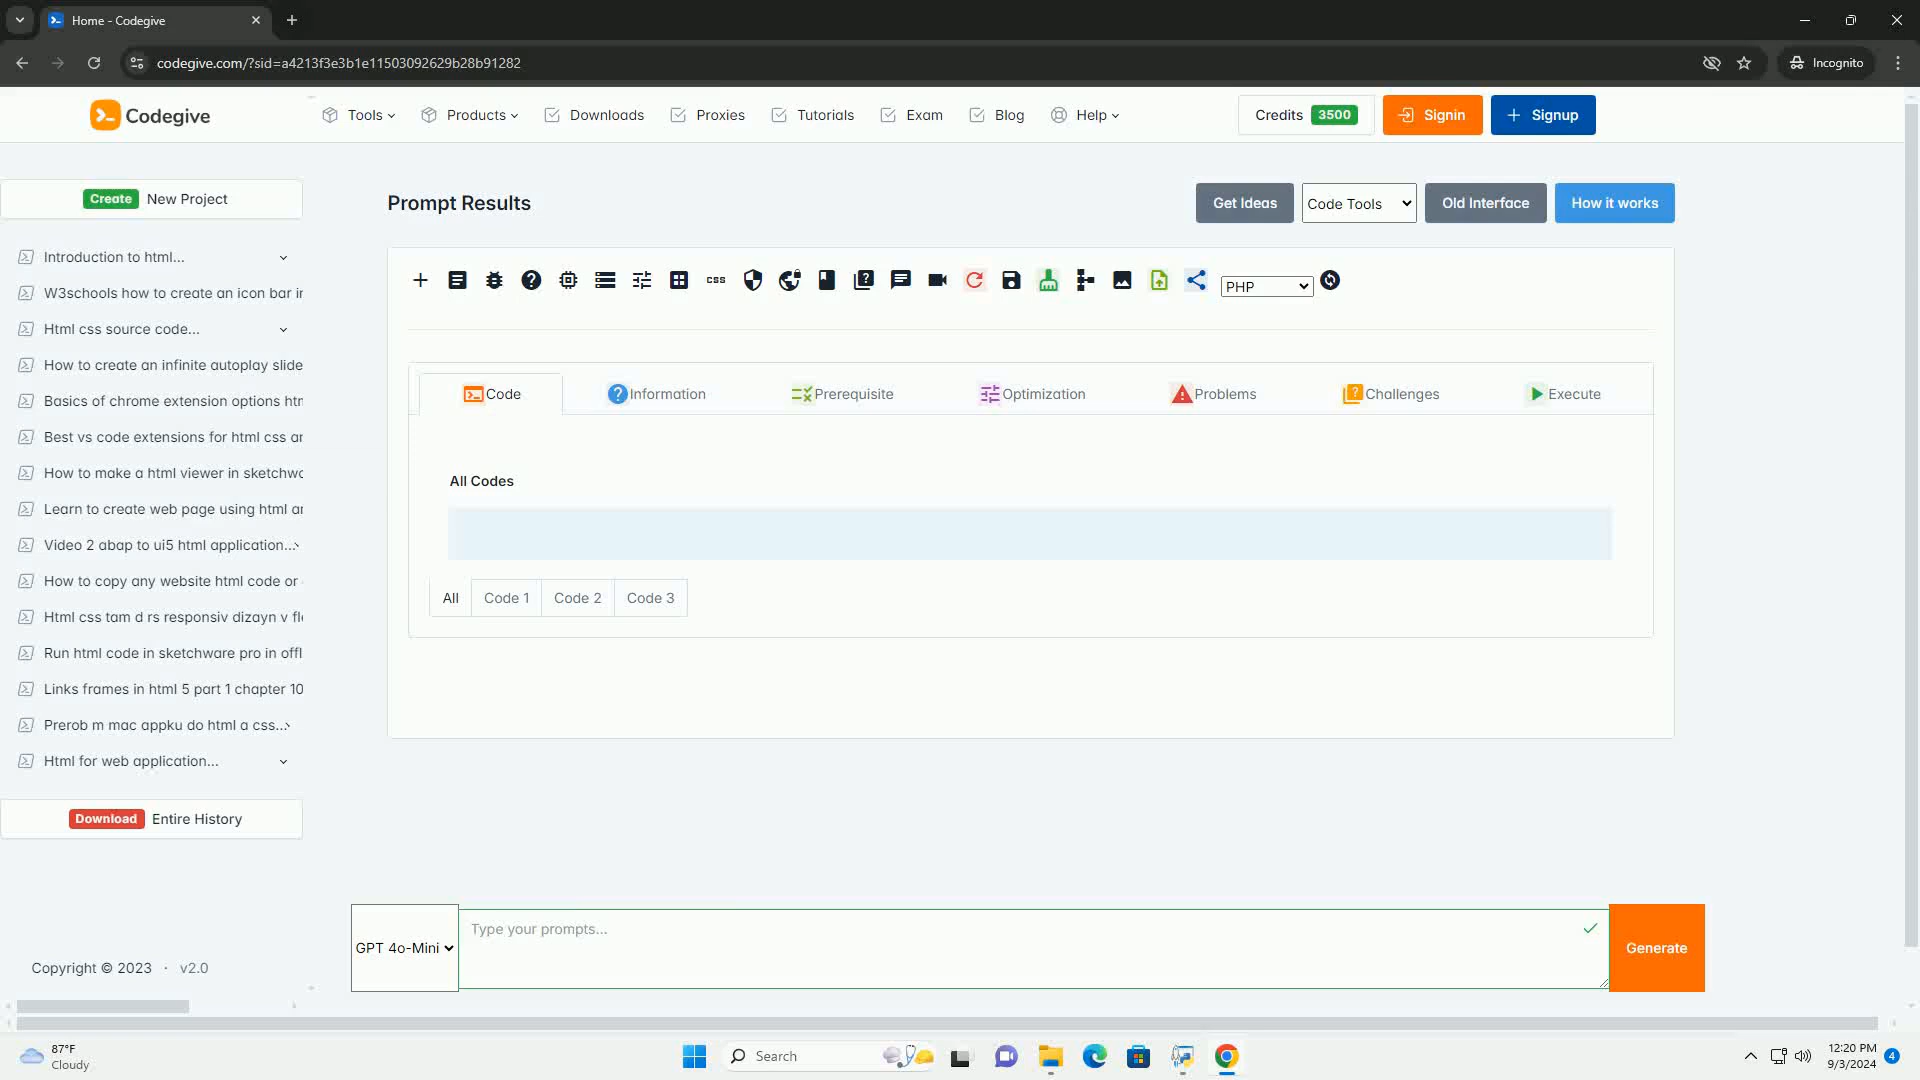 Home - Codegive
codegive.com/?sid=a4213f3e3b1e11503092629b28b91282
Incognito
Codegive
Tools
Products
Downloads
Proxies
Tutorials
Exam
Blog
Help
Credits 3500
Signin
Signup
Create New Project
Introduction to html...
W3schools how to create an icon bar ir
Html css source code...
How to create an infinite autoplay slide
Basics of chrome extension options htn
Best vs code extensions for html css ar
How to make a html viewer in sketchwc
Learn to create web page using html ar
Video 2 abap to ui5 html application...
How to copy any website html code or
Html css tam d rs responsiv dizayn v fle
Run html code in sketchware pro in offl
Links frames in html 5 part 1 chapter 10
Prerob m mac appku do html a css...
Html for web application...
Download Entire History
Copyright © 2023 · v2.0
Prompt Results
Get Ideas
Code Tools
Old Interface
How it works
css
PHP
Code
Information
Prerequisite
Optimization
Problems
Challenges
Execute
All Codes
All
Code 1
Code 2
Code 3
GPT 4o-Mini
Type your prompts...
Generate
87°F
Cloudy
Search
12:20 PM
9/3/2024
4